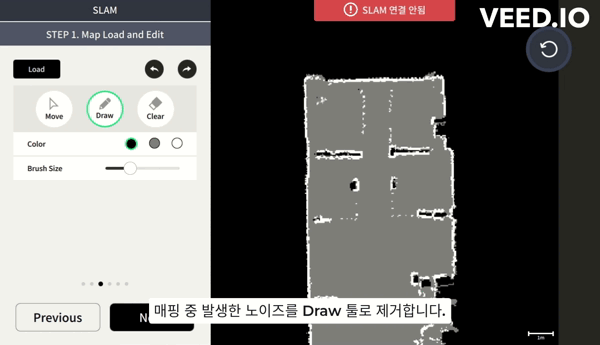 SLAM
SLAM 연결 안됨
VEED.IO
STEP 1. Map Load and Edit
Load
Move
Draw
Clear
Color
Brush Size
Previous
매핑 중 발생한 노이즈를 Draw 툴로 제거합니다.
1m